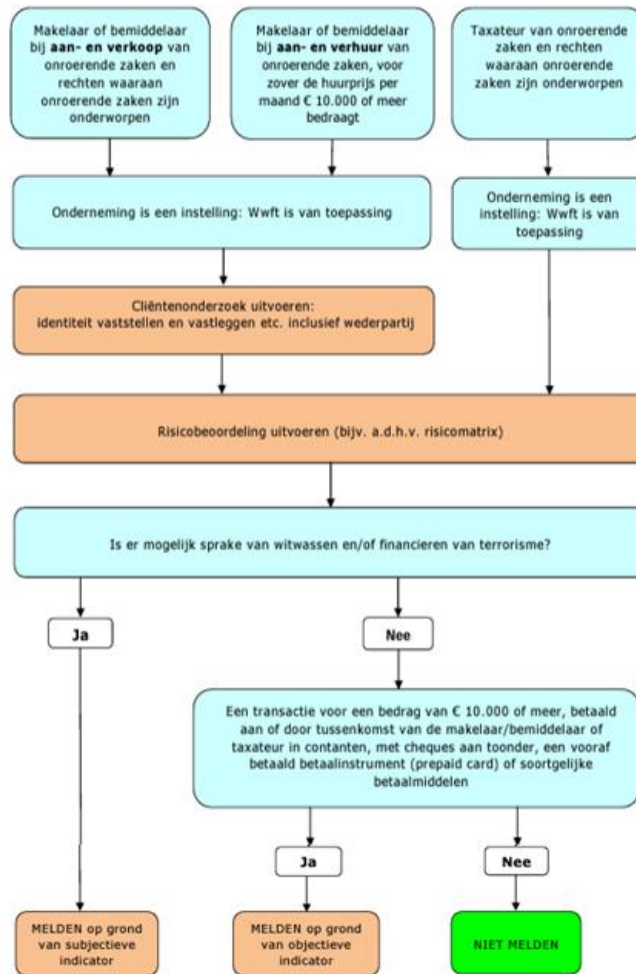 Makelaar of bemiddelaar
bij aan- en verkoop van
onroerende zaken en
rechten waaraan
onroerende zaken zijn
onderworpen
Makelaar of bemiddelaar
bij aan- en verhuur van
onroerende zaken, voor
zover de huurprijs per
maand € 10.000 of meer
bedraagt
Taxateur van onroerende
zaken en rechten
waaraan onroerende
zaken zijn onderworpen
Onderneming is een instelling: Wwft is van toepassing
Onderneming is een
instelling: Wwft is van
toepassing
Cliëntenonderzoek uitvoeren:
identiteit vaststellen en vastleggen etc. inclusief wederpartij
Risicobeoordeling uitvoeren (bijv. a.d.h.v. risicomatrix)
Is er mogelijk sprake van witwassen en/of financieren van terrorisme?
Ja
Nee
Een transactie voor een bedrag van € 10.000 of meer, betaald
aan of door tussenkomst van de makelaar/bemiddelaar of
taxateur in contanten, met cheques aan toonder, een vooraf
betaald betaalinstrument (prepaid card) of soortgelijke
betaalmiddelen
Ja
Nee
MELDEN op grond
van subjectieve
indicator
MELDEN op grond
van objectieve
indicator
NIET MELDEN